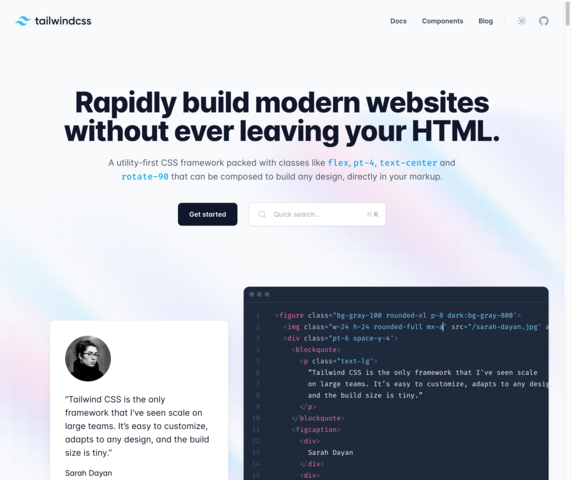 tailwindcss
Docs Components Blog
Rapidly build modern websites
without ever leaving your HTML.
A utility-first CSS framework packed with classes like flex, pt-4, text-center and
rotate-90 that can be composed to build any design, directly in your markup.
Get started
Quick search... ⌘ K
“Tailwind CSS is the only
framework that I've seen scale on
large teams. It’s easy to customize,
adapts to any design, and the build
size is tiny.”
Sarah Dayan
1 <figure class="bg-gray-100 rounded-xl p-8 dark:bg-gray-800">
2 <img class="w-24 h-24 rounded-full mx-a" src="/sarah-dayan.jpg" a
3 <div class="pt-6 space-y-4">
4 <blockquote>
5 <p class="text-lg">
6 “Tailwind CSS is the only framework that I've seen scale
7 on large teams. It’s easy to customize, adapts to any desig
8 and the build size is tiny.”
9 </p>
10 </blockquote>
11 <figcaption>
12 <div>
13 Sarah Dayan
14 </div>
15 <div>